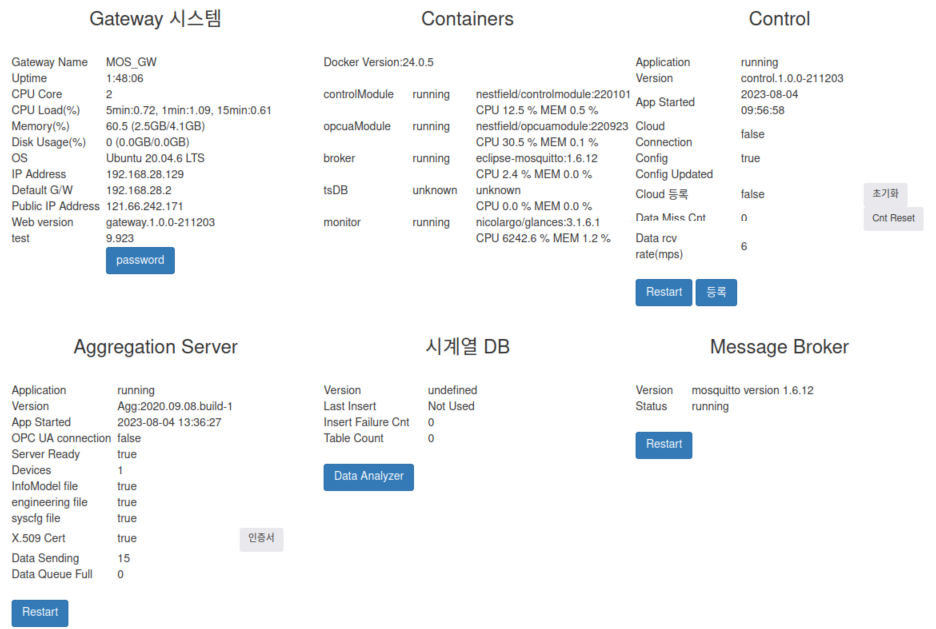 Gateway 시스템
Gateway Name MOS_GW
Uptime 1:48:06
CPU Core 2
CPU Load(%) 5min:0.72, 1min:1.09, 15min:0.61
Memory(%) 60.5 (2.5GB/4.1GB)
Disk Usage(%) 0 (0.0GB/0.0GB)
OS Ubuntu 20.04.6 LTS
IP Address 192.168.28.129
Default G/W 192.168.28.2
Public IP Address 121.66.242.171
Web version gateway.1.0.0-211203
test 9.923
password
Containers
Docker Version:24.0.5
controlModule running nestfield/controlmodule:220101
CPU 12.5 % MEM 0.5 %
opcuaModule running nestfield/opcuamodule:220923
CPU 30.5 % MEM 0.1 %
broker running eclipse-mosquitto:1.6.12
CPU 2.4 % MEM 0.0 %
tsDB unknown unknown
CPU 0.0 % MEM 0.0 %
monitor running nicolargo/glances:3.1.6.1
CPU 6242.6 % MEM 1.2 %
Control
Application running
Version control.1.0.0-211203
App Started 2023-08-04
09:56:58
Cloud
Connection false
Config true
Config Updated
Cloud 등록 false 초기화
Data Miss Cnt 0 Cnt Reset
Data rcv
rate(mps) 6
Restart 등록
Aggregation Server
Application running
Version Agg:2020.09.08.build-1
App Started 2023-08-04 13:36:27
OPC UA connection false
Server Ready true
Devices 1
InfoModel file true
engineering file true
syscfg file true
X.509 Cert true 인증서
Data Sending 15
Data Queue Full 0
Restart
시계열 DB
Version undefined
Last Insert Not Used
Insert Failure Cnt 0
Table Count 0
Data Analyzer
Message Broker
Version mosquitto version 1.6.12
Status running
Restart